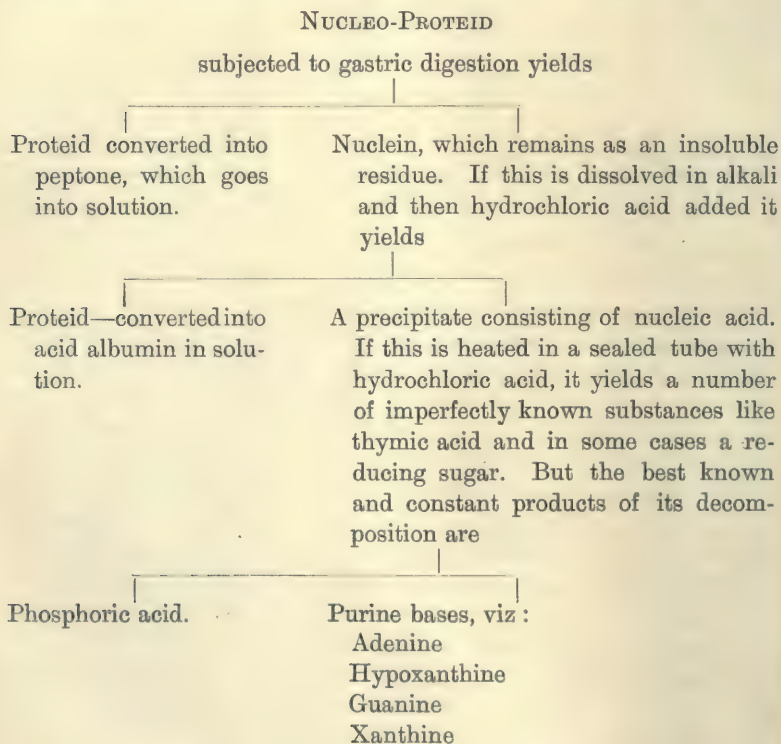 NUCLEO-PROTEID
subjected to gastric digestion yields
Proteid converted into
peptone, which goes
into solution.
Nuclein, which remains as an insoluble
residue. If this is dissolved in alkali
and then hydrochloric acid added it
yields
Proteid—converted into
acid albumin in solu-
tion.
A precipitate consisting of nucleic acid.
If this is heated in a sealed tube with
hydrochloric acid, it yields a number
of imperfectly known substances like
thymic acid and in some cases a re-
ducing sugar. But the best known
and constant products of its decom-
position are
Phosphoric acid.
Purine bases, viz :
Adenine
Hypoxanthine
Guanine
Xanthine